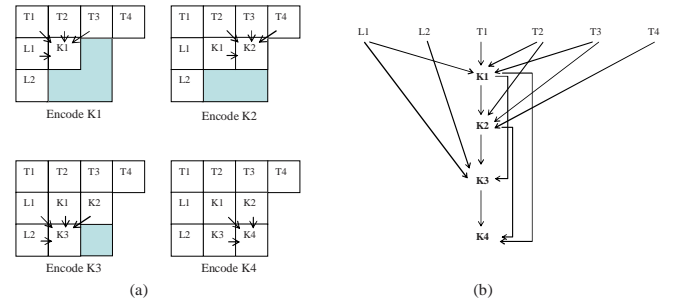 T1 T2 T3 T4
L1 K1
L2
Encode K1
T1 T2 T3 T4
L1 K1 K2
L2
Encode K2
T1 T2 T3 T4
L1 K1 K2
L2 K3
Encode K3
T1 T2 T3 T4
L1 K1 K2
L2 K3 K4
Encode K4
(a)
L1 L2 T1 T2 T3 T4
K1
K2
K3
K4
(b)